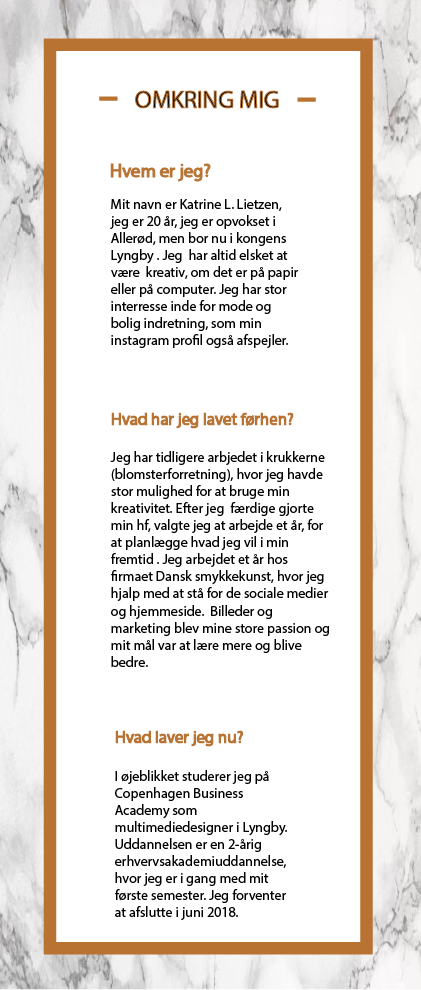 OMKRING MIG
Hvem er jeg?
Mit navn er Katrine L. Lietzen,
jeg er 20 år, jeg er opvokset i
Allerød, men bor nu i kongens
Lyngby . Jeg  har altid elsket at
være  kreativ, om det er på papir
eller på computer. Jeg har stor
interresse inde for mode og
bolig indretning, som min
instagram profil også afspejler.
Hvad har jeg lavet førhen?
Jeg har tidligere arbjedet i krukkerne
(blomsterforretning), hvor jeg havde
stor mulighed for at bruge min
kreativitet. Efter jeg  færdige gjorte
min hf, valgte jeg at arbejde et år, for
at planlægge hvad jeg vil i min
fremtid . Jeg arbejdet et år hos
firmaet Dansk smykkekunst, hvor jeg
hjalp med at stå for de sociale medier
og hjemmeside.  Billeder og
marketing blev mine store passion og
mit mål var at lære mere og blive
bedre.
Hvad laver jeg nu?
I øjeblikket studerer jeg på
Copenhagen Business
Academy som
multimediedesigner i Lyngby.
Uddannelsen er en 2-årig
erhvervsakademiuddannelse,
hvor jeg er i gang med mit
første semester. Jeg forventer
at afslutte i juni 2018.